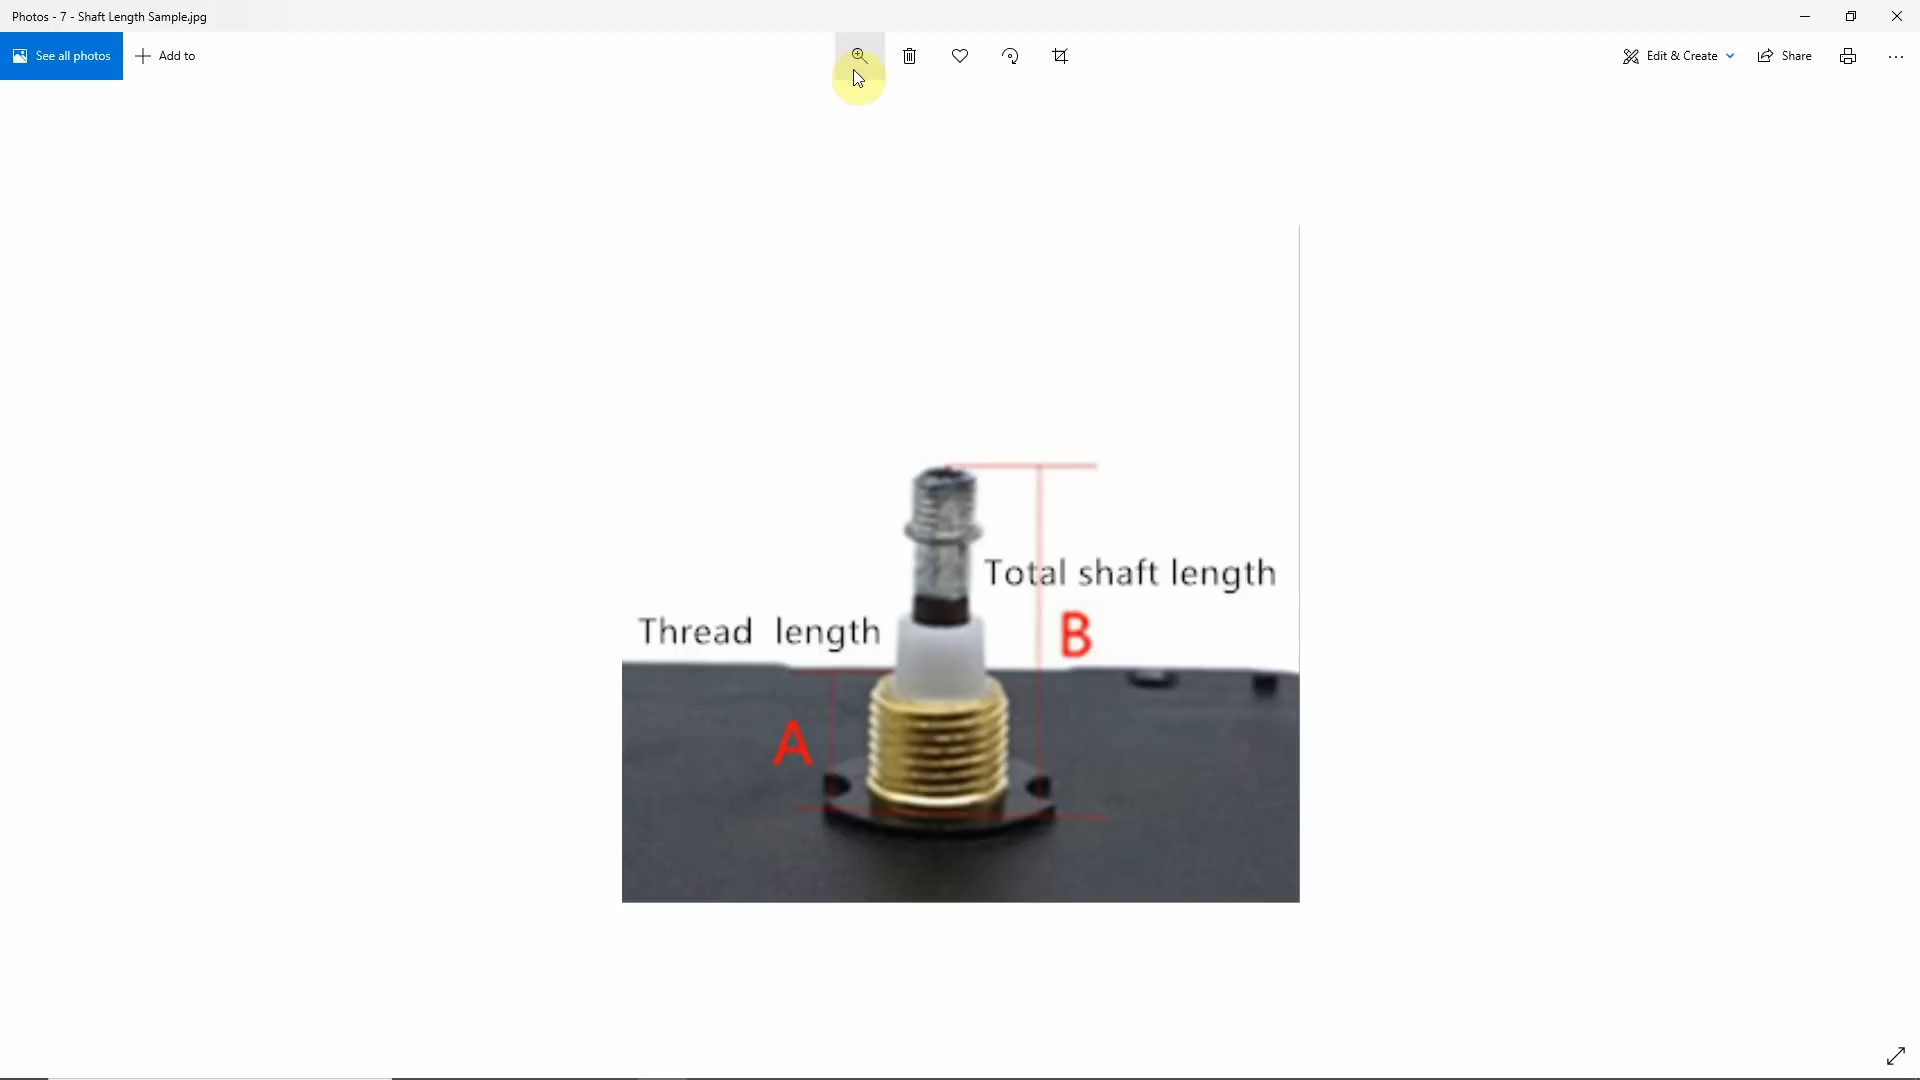 Photos - 7 - Shaft Length Sample.jpg
See all photos
Add to
Edit & Create
Share
Total shaft length
Thread length
B
A